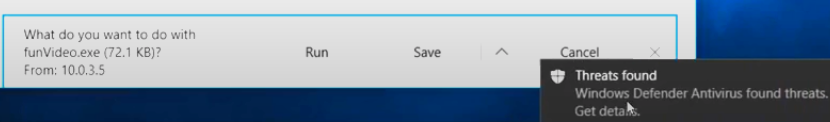 What do you want to do with
funVideo.exe (72.1 KB)?
From: 10.0.3.5
Run
Save
Cancel
Threats found
Windows Defender Antivirus found threats.
Get details.